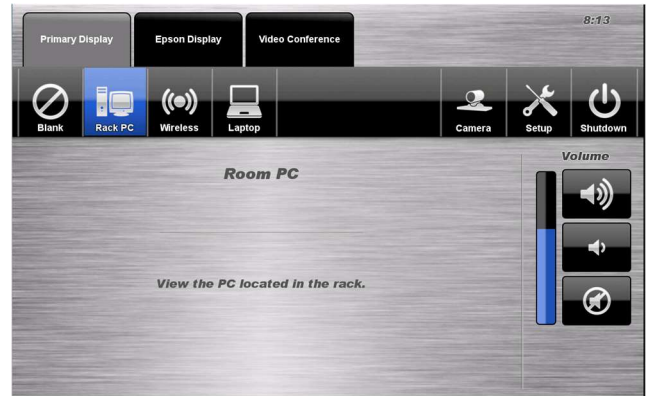 8:13
Primary Display
Epson Display
Video Conference
Blank
Rack PC
Wireless
Laptop
Camera
Setup
Shutdown
Room PC
Volume
View the PC located in the rack.